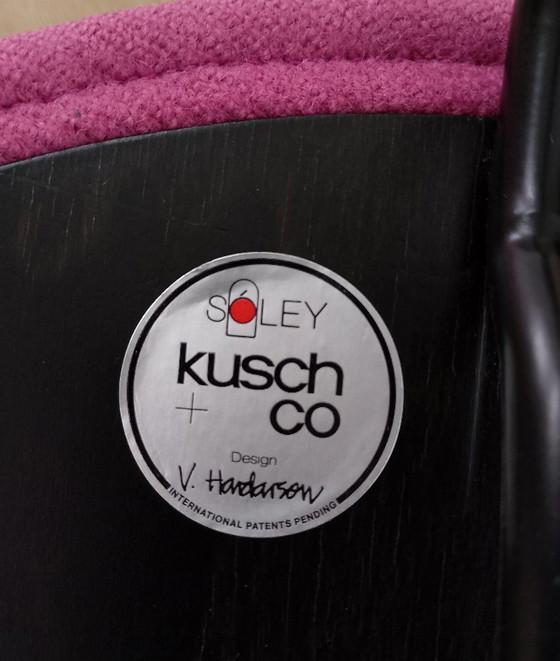 SÓLEY
kusch
+ co
Design
V. Hardarson
INTERNATIONAL PATENTS PENDING